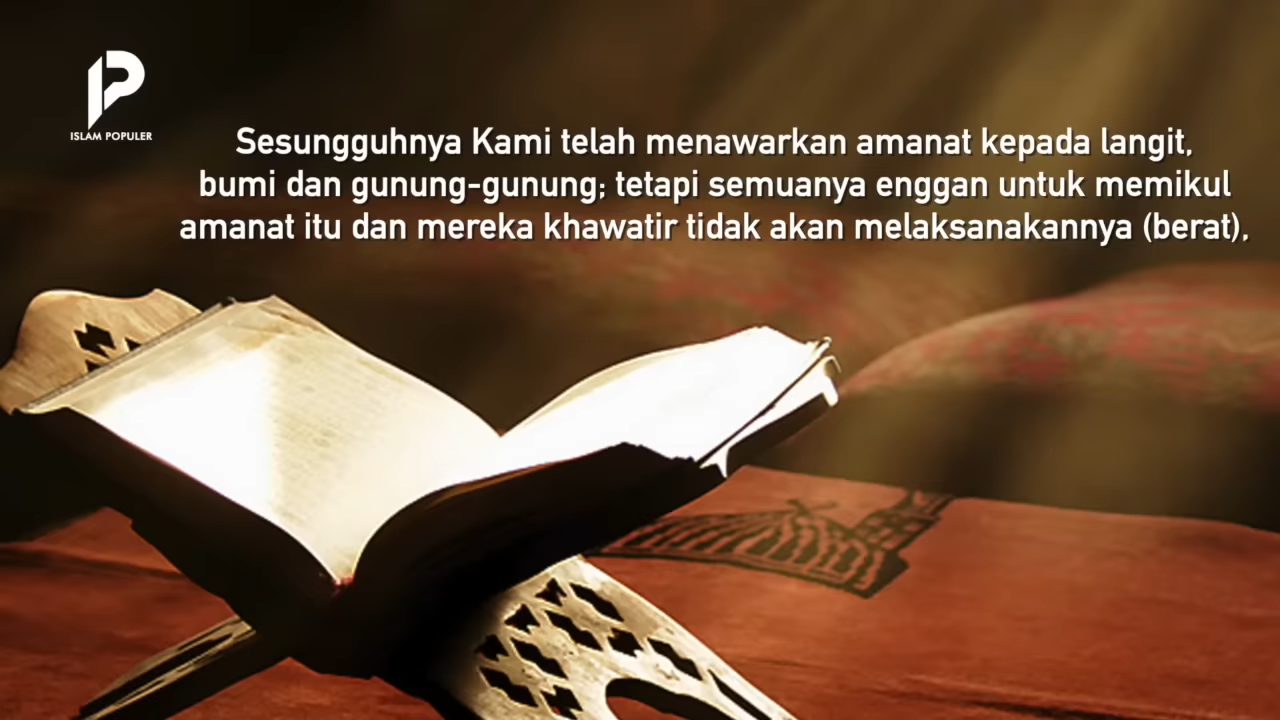 ISLAM POPULER
Sesungguhnya Kami telah menawarkan amanat kepada langit,
bumi dan gunung-gunung; tetapi semuanya enggan untuk memikul
amanat itu dan mereka khawatir tidak akan melaksanakannya (berat),